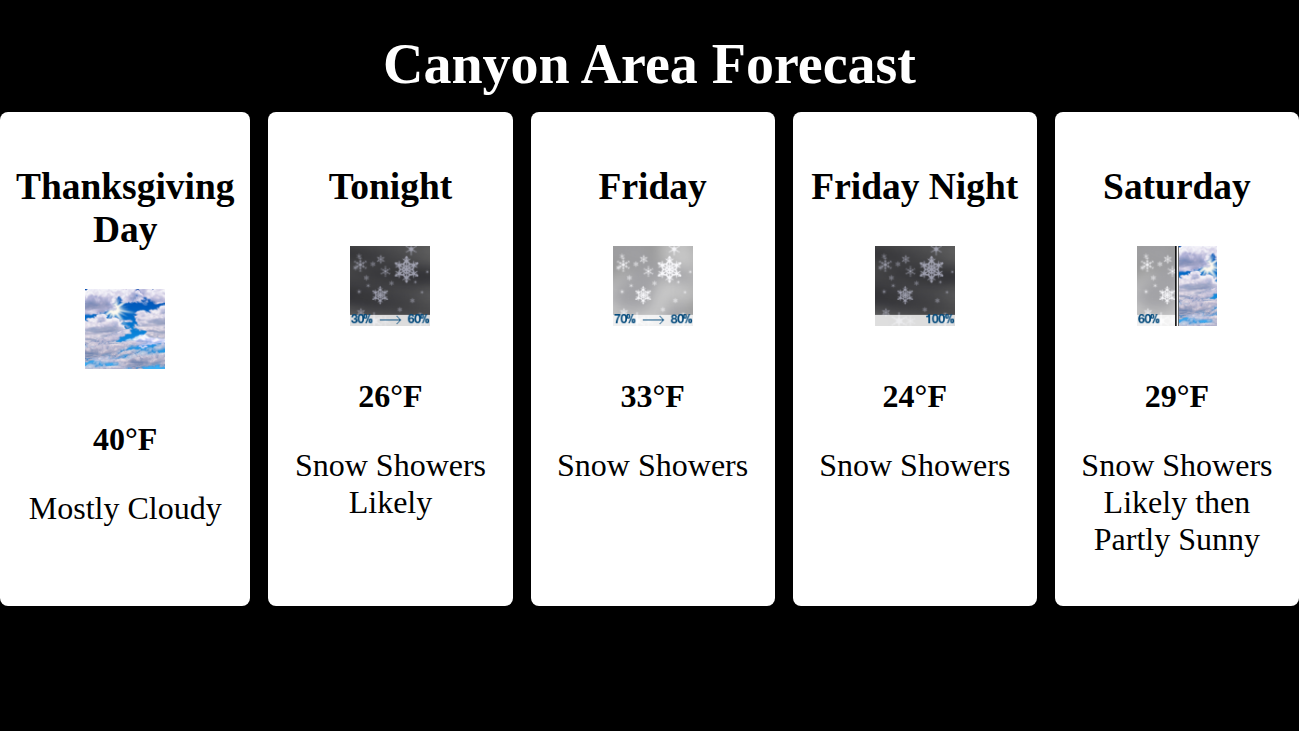 Canyon Area Forecast
Thanksgiving
Day
40°F
Mostly Cloudy
Tonight
30% → 60%
26°F
Snow Showers
Likely
Friday
70% → 80%
33°F
Snow Showers
Friday Night
100%
24°F
Snow Showers
Saturday
60%
29°F
Snow Showers
Likely then
Partly Sunny